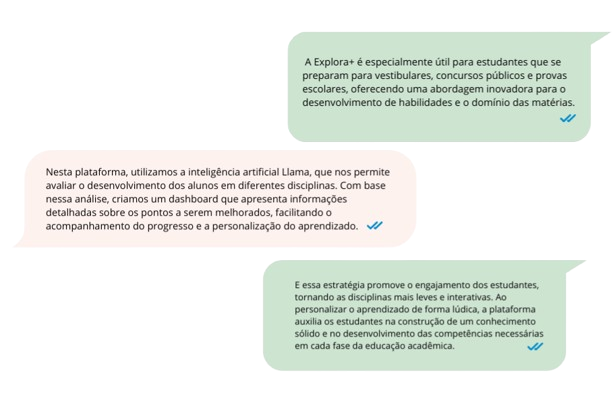 A Explora+ é especialmente útil para estudantes que se
preparam para vestibulares, concursos públicos e provas
escolares, oferecendo uma abordagem inovadora para o
desenvolvimento de habilidades e o domínio das matérias.
Nesta plataforma, utilizamos a inteligência artificial Llama, que nos permite
avaliar o desenvolvimento dos alunos em diferentes disciplinas. Com base
nessa análise, criamos um dashboard que apresenta informações
detalhadas sobre os pontos a serem melhorados, facilitando o
acompanhamento do progresso e a personalização do aprendizado.
E essa estratégia promove o engajamento dos estudantes,
tornando as disciplinas mais leves e interativas. Ao
personalizar o aprendizado de forma lúdica, a plataforma
auxilia os estudantes na construção de um conhecimento
sólido e no desenvolvimento das competências necessárias
em cada fase da educação acadêmica.